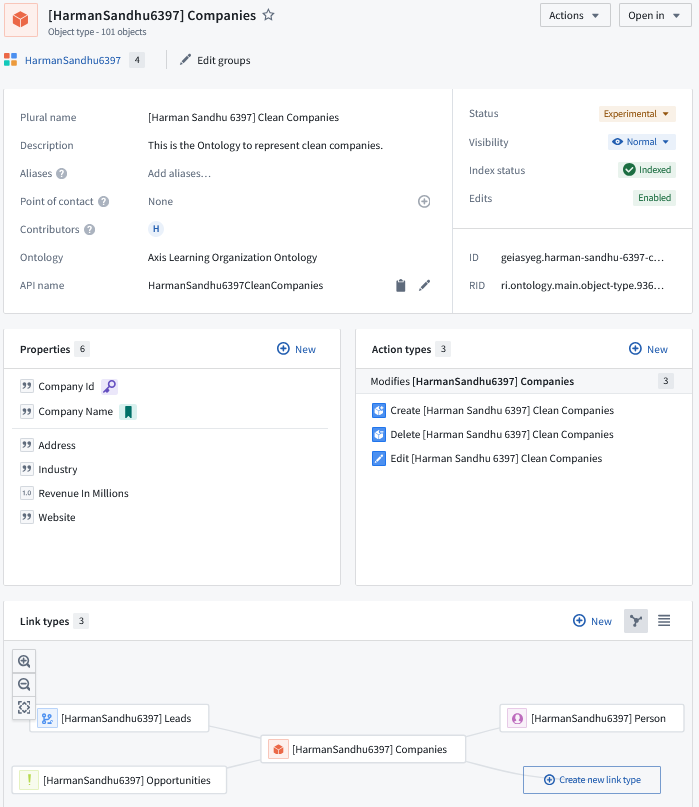 [HarmanSandhu6397] Companies
Actions
Open in
Object type - 101 objects
HarmanSandhu6397 4
Edit groups
Plural name [Harman Sandhu 6397] Clean Companies
Description This is the Ontology to represent clean companies.
Aliases ? Add aliases...
Point of contact ? None
Contributors ? H
Ontology Axis Learning Organization Ontology
API name HarmanSandhu6397CleanCompanies
Status Experimental
Visibility Normal
Index status Indexed
Edits Enabled
ID geiasyeg.harman-sandhu-6397-c...
RID ri.ontology.main.object-type.936...
Properties 6 New
Company Id
Company Name
Address
Industry
1.0 Revenue In Millions
Website
Action types 3 New
Modifies [HarmanSandhu6397] Companies 3
Create [Harman Sandhu 6397] Clean Companies
Delete [Harman Sandhu 6397] Clean Companies
Edit [Harman Sandhu 6397] Clean Companies
Link types 3 New
[HarmanSandhu6397] Leads
[HarmanSandhu6397] Person
[HarmanSandhu6397] Companies
[HarmanSandhu6397] Opportunities
Create new link type